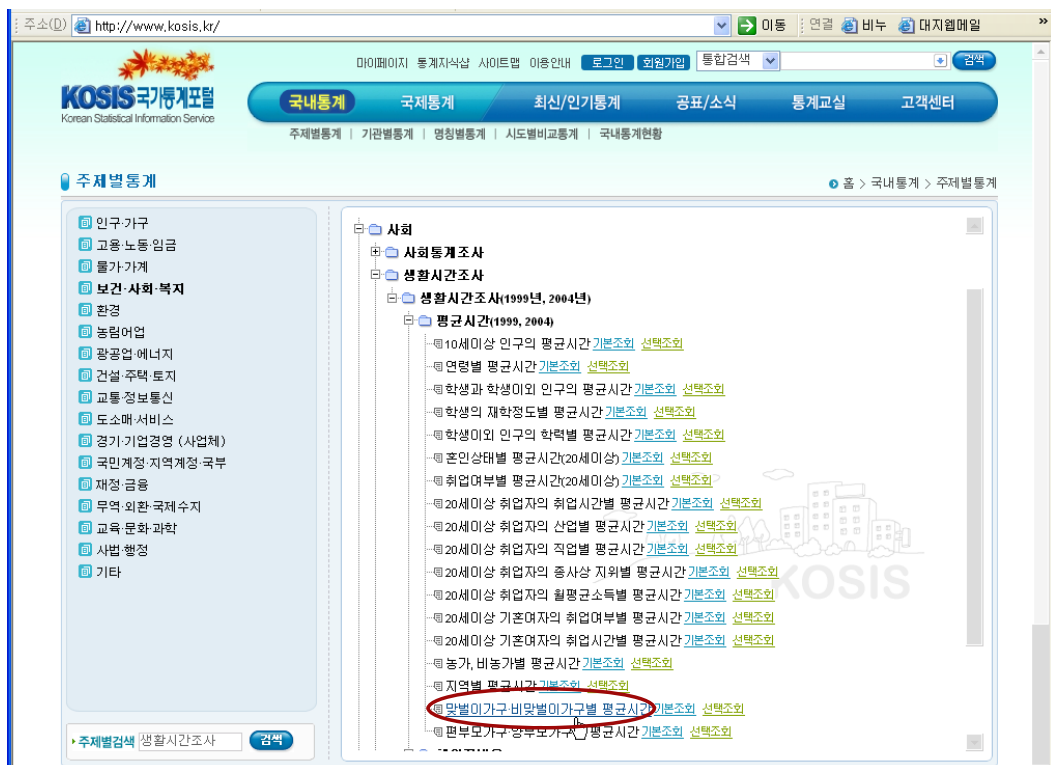 주소(D) http://www.kosis.kr/ 이동 연결 비누 대지웹메일 »
마이페이지 통계지식샵 사이트맵 이용안내 로그인 회원가입 통합검색 검색
KOSIS 국가통계포털
Korean Statistical Information Service
국내통계 국제통계 최신/인기통계 공표/소식 통계교실 고객센터
주제별통계 | 기관별통계 | 명칭별통계 | 시도별비교통계 | 국내통계현황
주제별통계
홈 > 국내통계 > 주제별통계
인구·가구
고용·노동·임금
물가·가계
보건·사회·복지
환경
농림어업
광공업·에너지
건설·주택·토지
교통·정보통신
도소매·서비스
경기·기업경영 (사업체)
국민계정·지역계정·국부
재정·금융
무역·외환·국제수지
교육·문화·과학
사법·행정
기타
주제별검색 생활시간조사 검색
사회
사회통계조사
생활시간조사
생활시간조사(1999년, 2004년)
평균시간(1999, 2004)
10세이상 인구의 평균시간 기본조회 선택조회
연령별 평균시간 기본조회 선택조회
학생과 학생이외 인구의 평균시간 기본조회 선택조회
학생의 재학정도별 평균시간 기본조회 선택조회
학생이외 인구의 학력별 평균시간 기본조회 선택조회
혼인상태별 평균시간(20세이상) 기본조회 선택조회
취업여부별 평균시간(20세이상) 기본조회 선택조회
20세이상 취업자의 취업시간별 평균시간 기본조회 선택조회
20세이상 취업자의 산업별 평균시간 기본조회 선택조회
20세이상 취업자의 직업별 평균시간 기본조회 선택조회
20세이상 취업자의 종사상 지위별 평균시간 기본조회 선택조회
20세이상 취업자의 월평균소득별 평균시간 기본조회 선택조회
20세이상 기혼여자의 취업여부별 평균시간 기본조회 선택조회
20세이상 기혼여자의 취업시간별 평균시간 기본조회 선택조회
농가, 비농가별 평균시간 기본조회 선택조회
지역별 평균시간 기본조회 선택조회
맞벌이가구·비맞벌이가구별 평균시간 기본조회 선택조회
편부모가구·양부모가구 평균시간 기본조회 선택조회
KOSIS